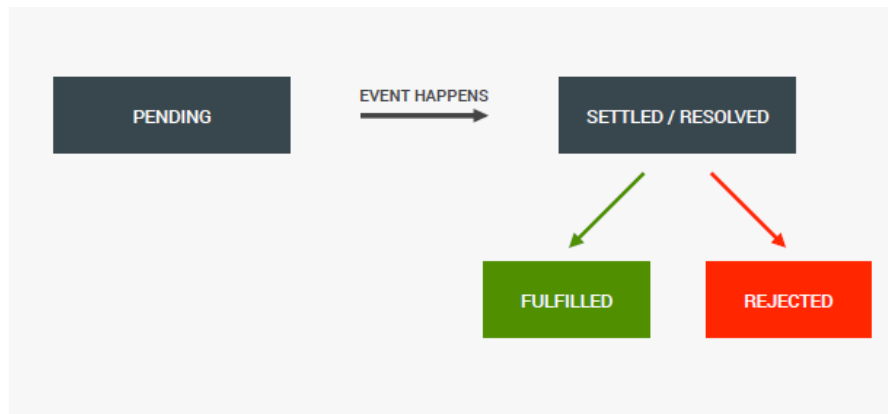 EVENT HAPPENS
PENDING
SETTLED / RESOLVED
FULFILLED
REJECTED